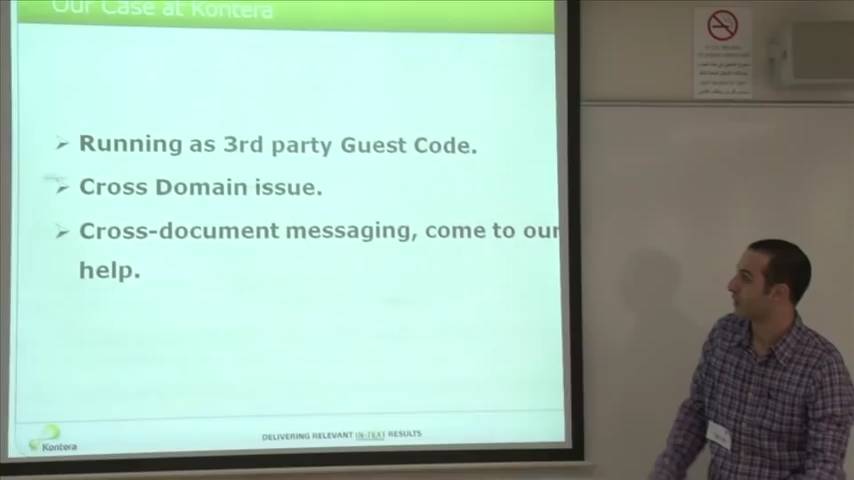 Our Case at Kontera
Running as 3rd party Guest Code.
Cross Domain issue.
Cross-document messaging, come to our
help.
Kontera
DELIVERING RELEVANT IN-TEXT RESULTS